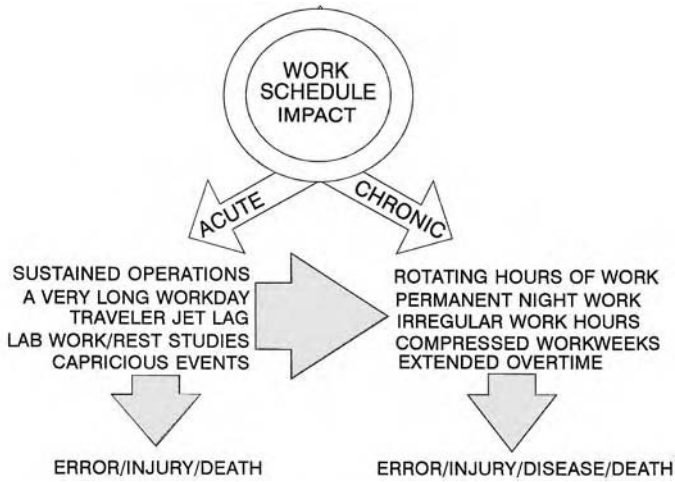 WORK
SCHEDULE
IMPACT
ACUTE
CHRONIC
SUSTAINED OPERATIONS
A VERY LONG WORKDAY
TRAVELER JET LAG
LAB WORK/REST STUDIES
CAPRICIOUS EVENTS
ROTATING HOURS OF WORK
PERMANENT NIGHT WORK
IRREGULAR WORK HOURS
COMPRESSED WORKWEEKS
EXTENDED OVERTIME
ERROR/INJURY/DEATH
ERROR/INJURY/DISEASE/DEATH